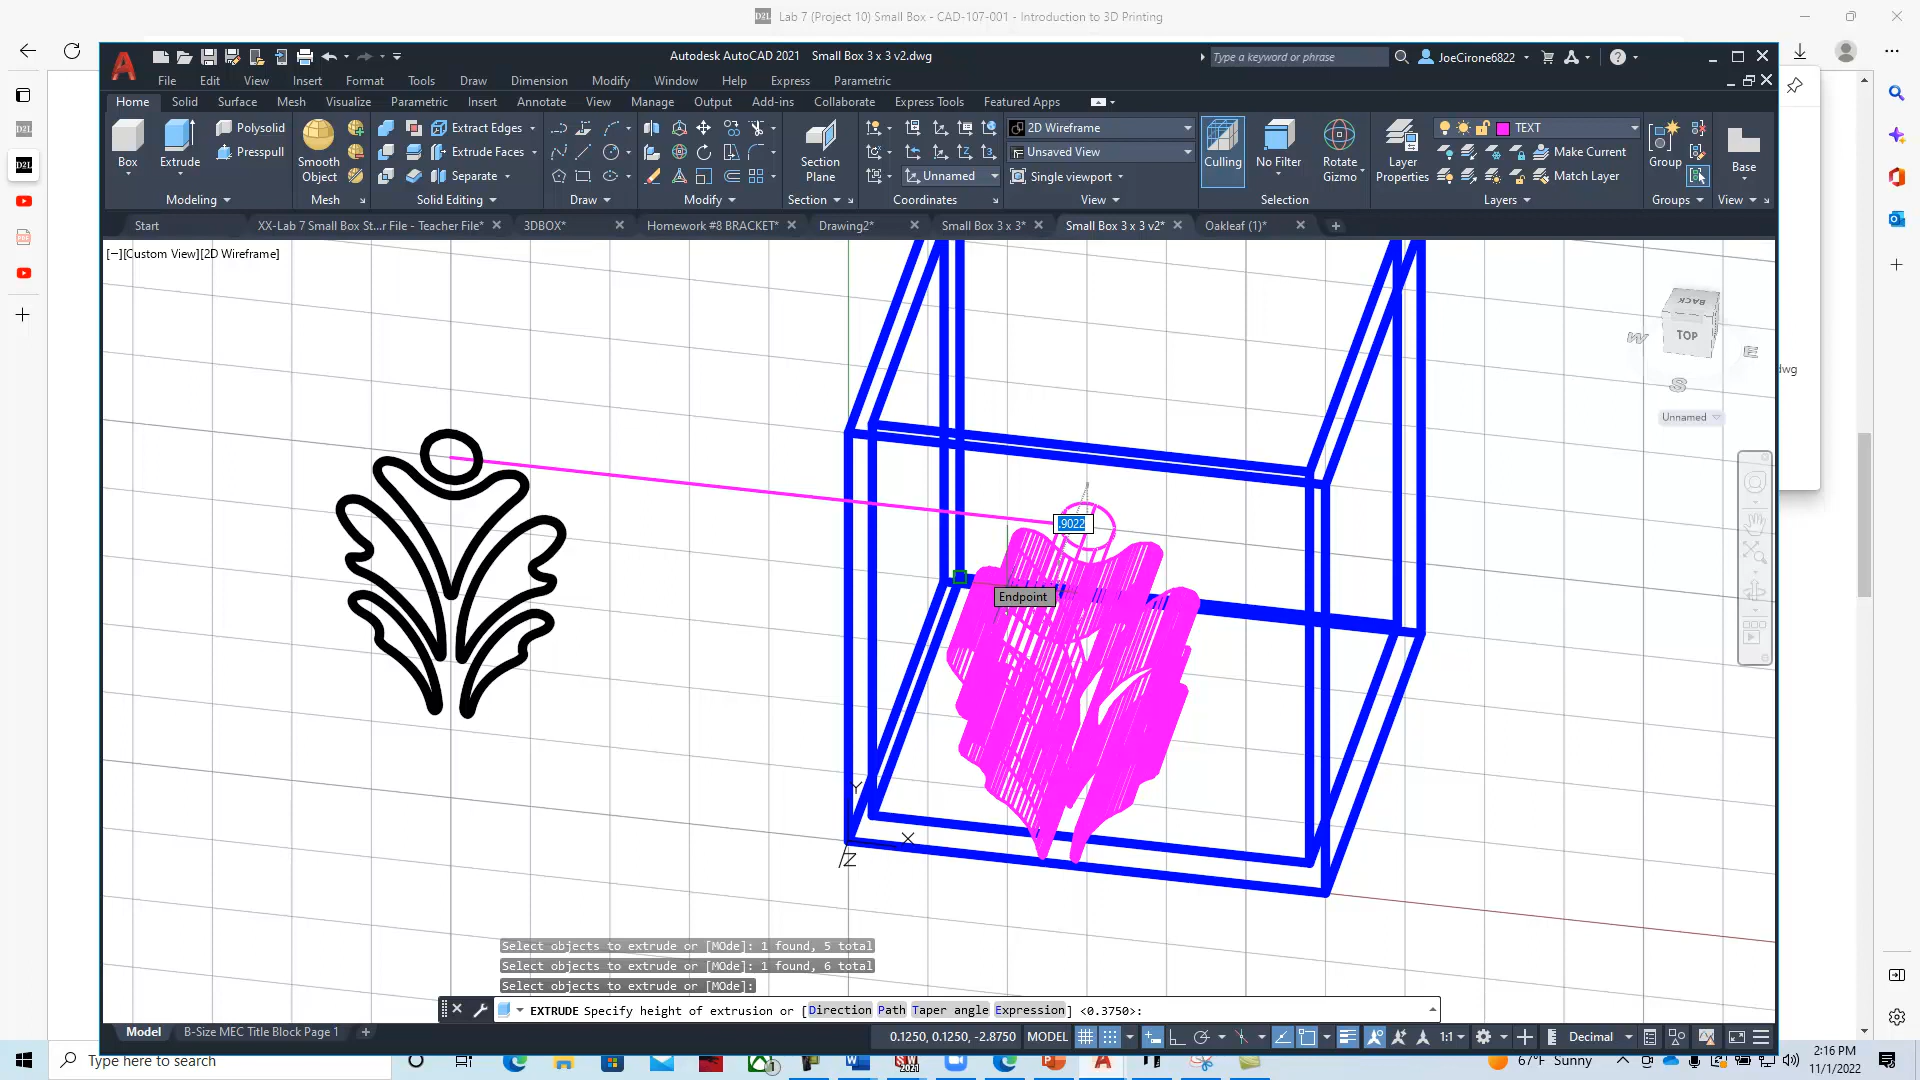 Lab 7 (Project 10) Small Box - CAD-107-001 - Introduction to 3D Printing
Autodesk AutoCAD 2021 Small Box 3 x 3 v2.dwg
Type a keyword or phrase
JoeCirone6822
File Edit View Insert Format Tools Draw Dimension Modify Window Help Express Parametric
Home Solid Surface Mesh Visualize Parametric Insert Annotate View Manage Output Add-ins Collaborate Express Tools Featured Apps
Box
Extrude
Polysolid
Presspull
Smooth Object
Extract Edges
Extrude Faces
Separate
Section Plane
Unnamed
2D Wireframe
Unsaved View
Single viewport
Culling
No Filter
Rotate Gizmo
Layer Properties
TEXT
Make Current
Match Layer
Group
Base
Modeling Mesh Solid Editing Draw Modify Section Coordinates View Selection Layers Groups View
Start XX-Lab 7 Small Box St...r File - Teacher File* 3DBOX* Homework #8 BRACKET* Drawing2* Small Box 3 x 3* Small Box 3 x 3 v2* Oakleaf (1)*
[−][Custom View][2D Wireframe]
BACK
TOP
W
E
S
Unnamed
dwg
.9022
Endpoint
Y
X
Z
Select objects to extrude or [MOde]: 1 found, 5 total
Select objects to extrude or [MOde]: 1 found, 6 total
Select objects to extrude or [MOde]:
EXTRUDE Specify height of extrusion or [Direction Path Taper angle Expression] <0.3750>:
Model B-Size MEC Title Block Page 1
0.1250, 0.1250, -2.8750 MODEL
1:1
Decimal
Type here to search
67°F Sunny
2:16 PM
11/1/2022